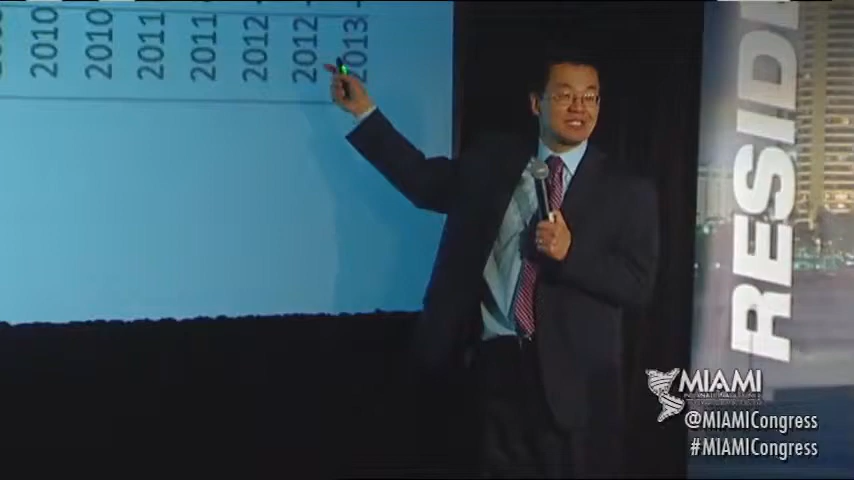 2010
2010
2011
2011
2012 -
2012 -
2013 -
RESID
MIAMI
@MIAMICongress
#MIAMICongress